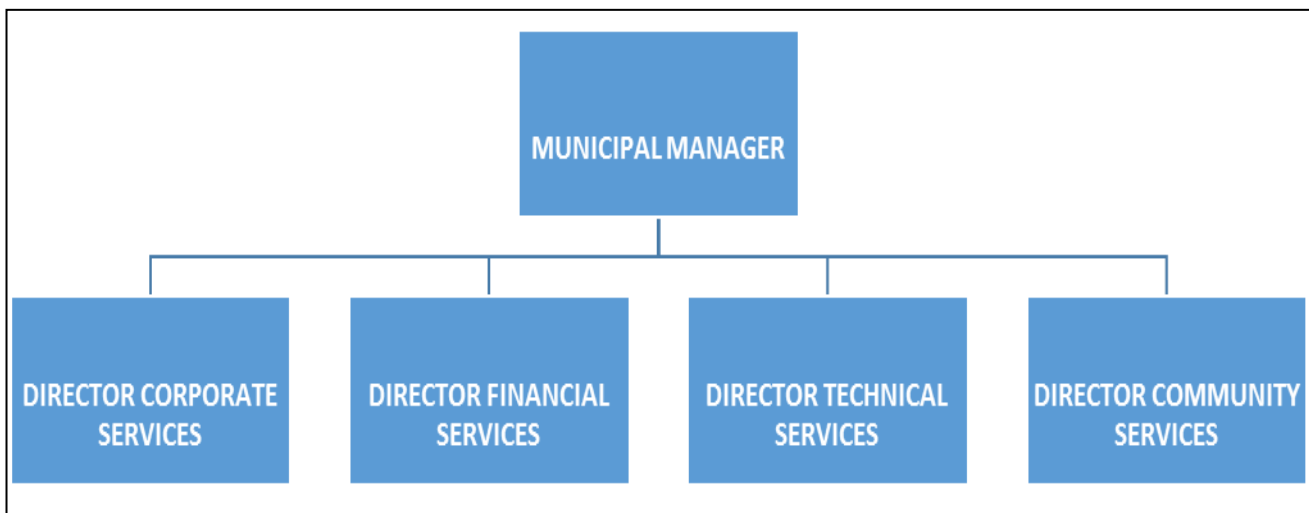 MUNICIPAL MANAGER
DIRECTOR CORPORATE
SERVICES
DIRECTOR FINANCIAL
SERVICES
DIRECTOR TECHNICAL
SERVICES
DIRECTOR COMMUNITY
SERVICES